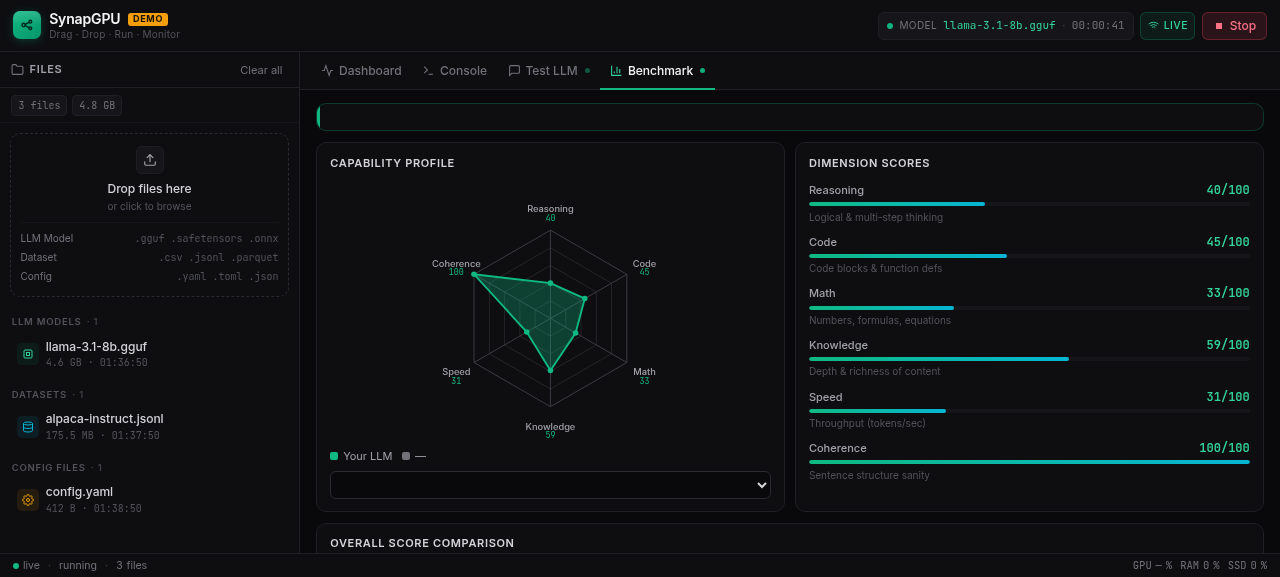 SynapGPU DEMO
Drag · Drop · Run · Monitor
MODEL llama-3.1-8b.gguf · 00:00:41
LIVE
Stop
FILES
Clear all
3 files
4.8 GB
Drop files here
or click to browse
LLM Model .gguf .safetensors .onnx
Dataset .csv .jsonl .parquet
Config .yaml .toml .json
LLM MODELS · 1
llama-3.1-8b.gguf
4.6 GB · 01:36:50
DATASETS · 1
alpaca-instruct.jsonl
175.5 MB · 01:37:50
CONFIG FILES · 1
config.yaml
412 B · 01:38:50
Dashboard
Console
Test LLM
Benchmark
CAPABILITY PROFILE
Reasoning
40
Coherence
100
Code
45
Speed
31
Math
33
Knowledge
59
Your LLM
—
DIMENSION SCORES
Reasoning 40/100
Logical & multi-step thinking
Code 45/100
Code blocks & function defs
Math 33/100
Numbers, formulas, equations
Knowledge 59/100
Depth & richness of content
Speed 31/100
Throughput (tokens/sec)
Coherence 100/100
Sentence structure sanity
OVERALL SCORE COMPARISON
live · running · 3 files
GPU — % RAM 0 % SSD 0 %